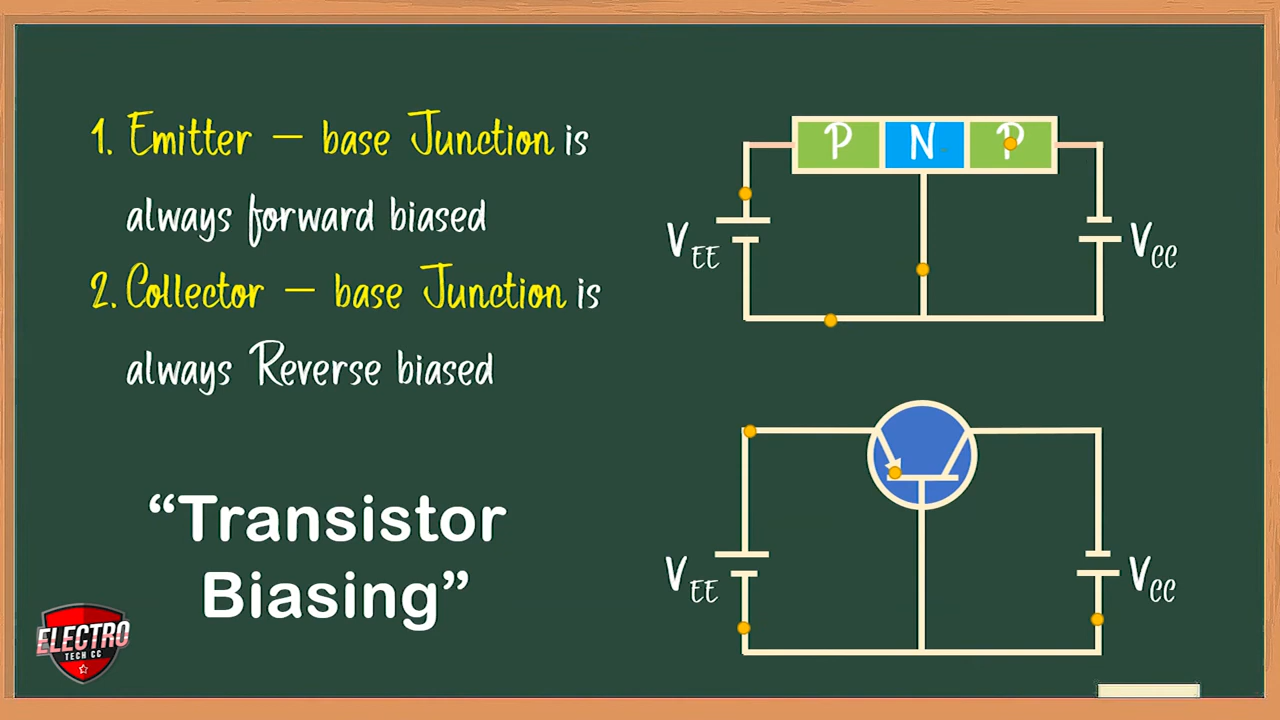 1. Emitter – base Junction is
always forward biased
2. Collector – base Junction is
always Reverse biased
“Transistor
Biasing”
ELECTRO
TECH CC
P N P
VEE
VCC
VEE
VCC